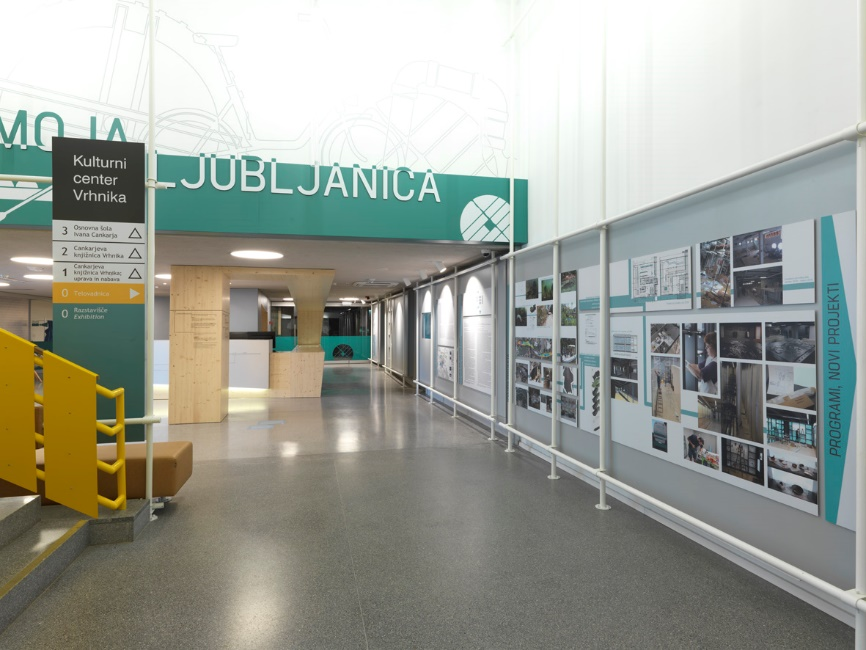 MOJA LJUBLJANICA
Kulturni
center
Vrhnika
3 Osnovna šola
Ivana Cankarja
2 Cankarjeva
knjižnica Vrhnika
1 Cankarjeva
knjižnica Vrhnika;
uprava in nabava
0 Telovadnica
0 Razstavišče
Exhibition
PROGRAMI, NOVI PROJEKTI